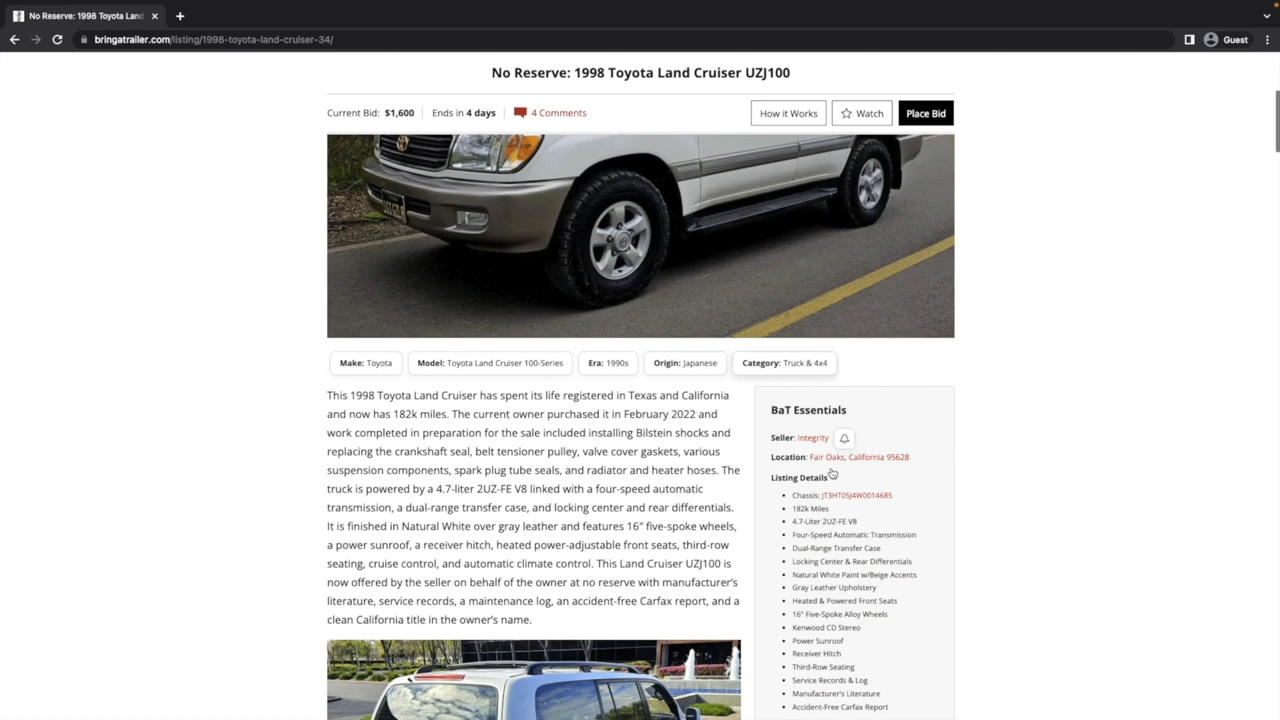 No Reserve: 1998 Toyota Land
bringatrailer.com/listing/1998-toyota-land-cruiser-34/
Guest
No Reserve: 1998 Toyota Land Cruiser UZJ100
Current Bid: $1,600
Ends in 4 days
4 Comments
How it Works
Watch
Place Bid
Make: Toyota
Model: Toyota Land Cruiser 100-Series
Era: 1990s
Origin: Japanese
Category: Truck & 4x4
This 1998 Toyota Land Cruiser has spent its life registered in Texas and California
and now has 182k miles. The current owner purchased it in February 2022 and
work completed in preparation for the sale included installing Bilstein shocks and
replacing the crankshaft seal, belt tensioner pulley, valve cover gaskets, various
suspension components, spark plug tube seals, and radiator and heater hoses. The
truck is powered by a 4.7-liter 2UZ-FE V8 linked with a four-speed automatic
transmission, a dual-range transfer case, and locking center and rear differentials.
It is finished in Natural White over gray leather and features 16″ five-spoke wheels,
a power sunroof, a receiver hitch, heated power-adjustable front seats, third-row
seating, cruise control, and automatic climate control. This Land Cruiser UZJ100 is
now offered by the seller on behalf of the owner at no reserve with manufacturer’s
literature, service records, a maintenance log, an accident-free Carfax report, and a
clean California title in the owner’s name.
BaT Essentials
Seller: Integrity
Location: Fair Oaks, California 95628
Listing Details
Chassis: JT3HT05J4W0014685
182k Miles
4.7-Liter 2UZ-FE V8
Four-Speed Automatic Transmission
Dual-Range Transfer Case
Locking Center & Rear Differentials
Natural White Paint w/Beige Accents
Gray Leather Upholstery
Heated & Powered Front Seats
16" Five-Spoke Alloy Wheels
Kenwood CD Stereo
Power Sunroof
Receiver Hitch
Third-Row Seating
Service Records & Log
Manufacturer's Literature
Accident-Free Carfax Report